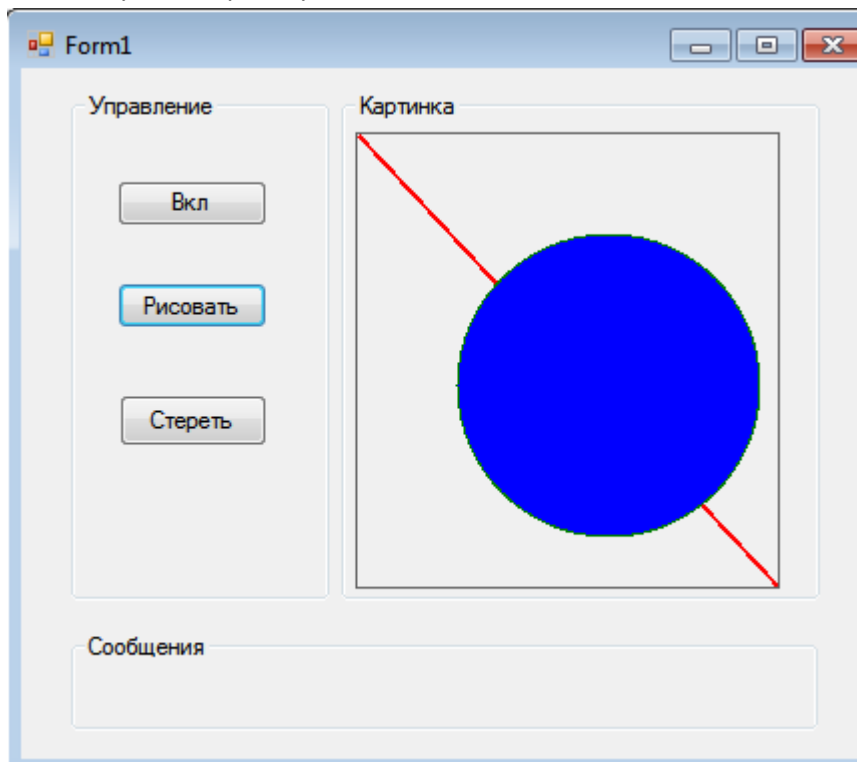 Form1
Управление
Картинка
Вкл
Рисовать
Стереть
Сообщения